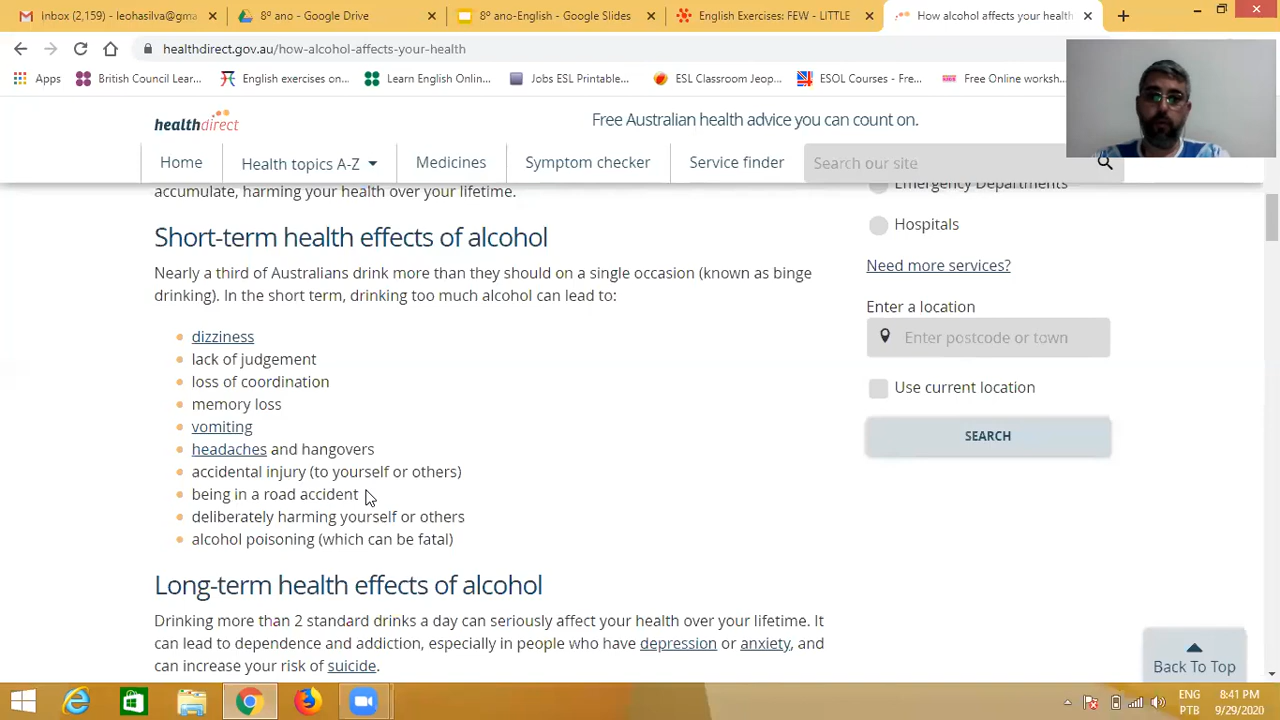 Inbox (2,159) - leohasilva@gma
8º ano - Google Drive
8º ano-English - Google Slides
English Exercises: FEW - LITTLE
How alcohol affects your health
healthdirect.gov.au/how-alcohol-affects-your-health
Apps
British Council Lear...
English exercises on...
Learn English Onlin...
Jobs ESL Printable...
ESL Classroom Jeop...
ESOL Courses - Fre...
Free Online worksh...
healthdirect
Free Australian health advice you can count on.
Home
Health topics A-Z
Medicines
Symptom checker
Service finder
Search our site
accumulate, harming your health over your lifetime.
Emergency Departments
Short-term health effects of alcohol
Hospitals
Nearly a third of Australians drink more than they should on a single occasion (known as binge
drinking). In the short term, drinking too much alcohol can lead to:
Need more services?
Enter a location
Enter postcode or town
dizziness
lack of judgement
loss of coordination
memory loss
vomiting
headaches and hangovers
accidental injury (to yourself or others)
being in a road accident
deliberately harming yourself or others
alcohol poisoning (which can be fatal)
Use current location
SEARCH
Long-term health effects of alcohol
Drinking more than 2 standard drinks a day can seriously affect your health over your lifetime. It
can lead to dependence and addiction, especially in people who have depression or anxiety, and
can increase your risk of suicide.
Back To Top
ENG
PTB
8:41 PM
9/29/2020